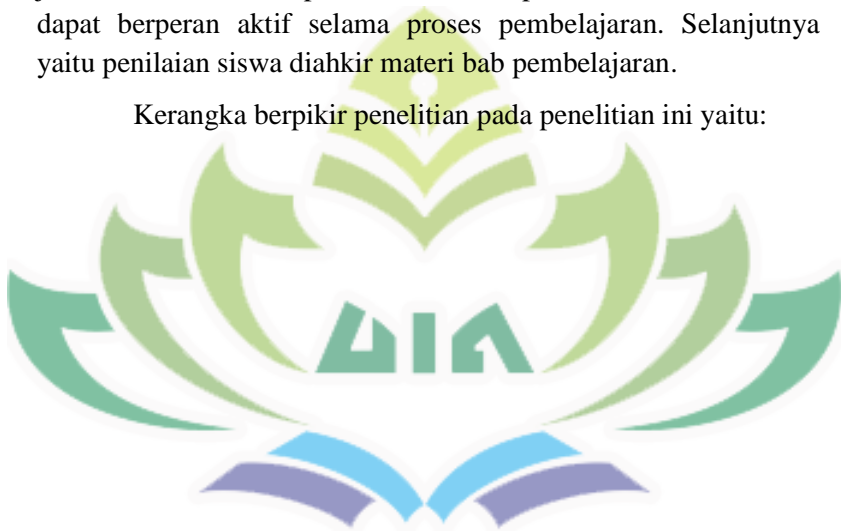 dapat berperan aktif selama proses pembelajaran. Selanjutnya
yaitu penilaian siswa diahkir materi bab pembelajaran.
Kerangka berpikir penelitian pada penelitian ini yaitu:
UIN